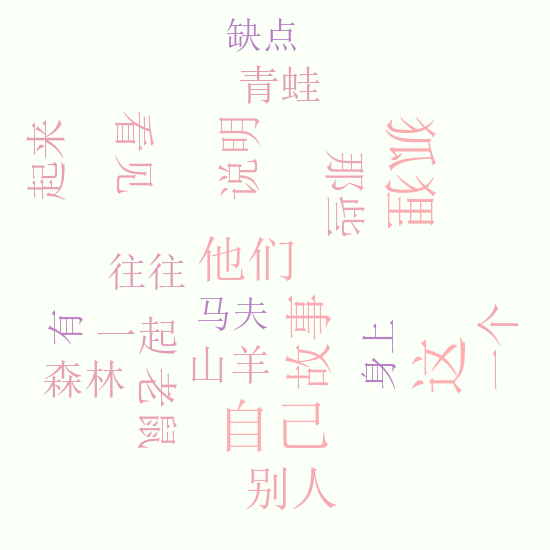 缺点
青蛙
起来
看见
说明
那些
狐狸
他们
往往
马夫
有
一起
故事
身上
一个
这
山羊
森林
老鼠
自己
别人